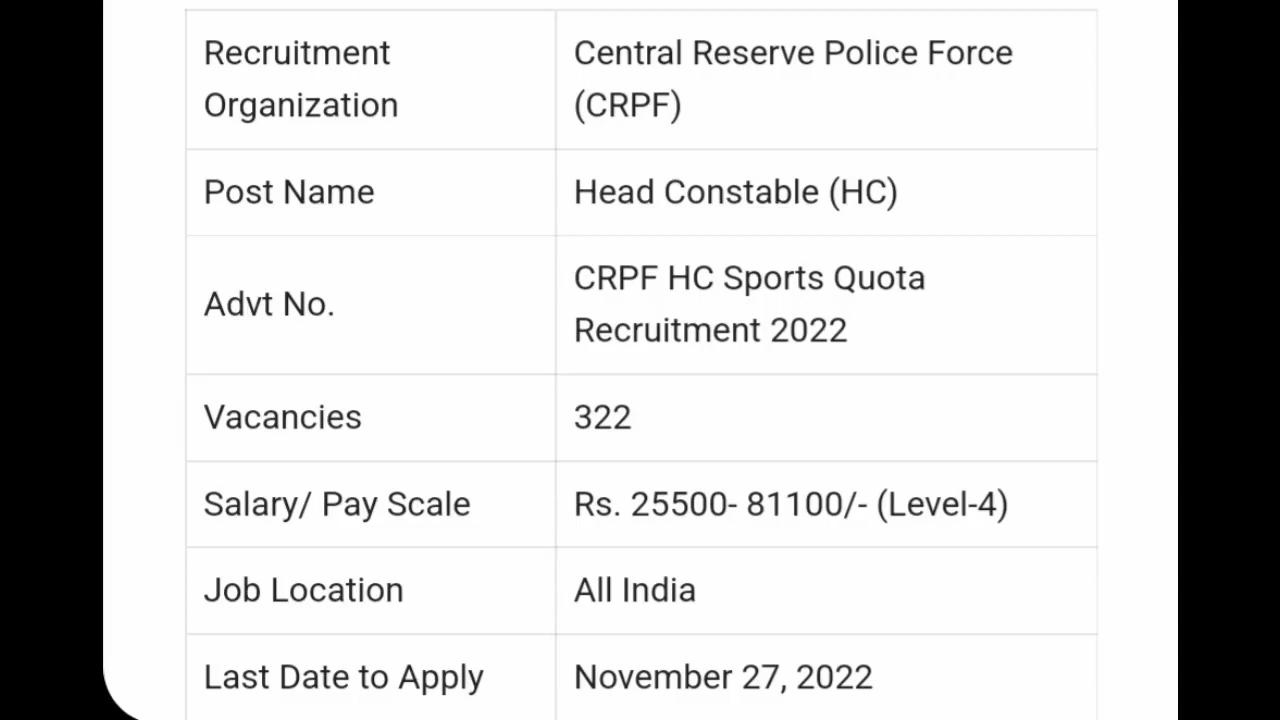 Recruitment
Organization
Central Reserve Police Force
(CRPF)
Post Name
Head Constable (HC)
Advt No.
CRPF HC Sports Quota
Recruitment 2022
Vacancies
322
Salary/ Pay Scale
Rs. 25500- 81100/- (Level-4)
Job Location
All India
Last Date to Apply
November 27, 2022